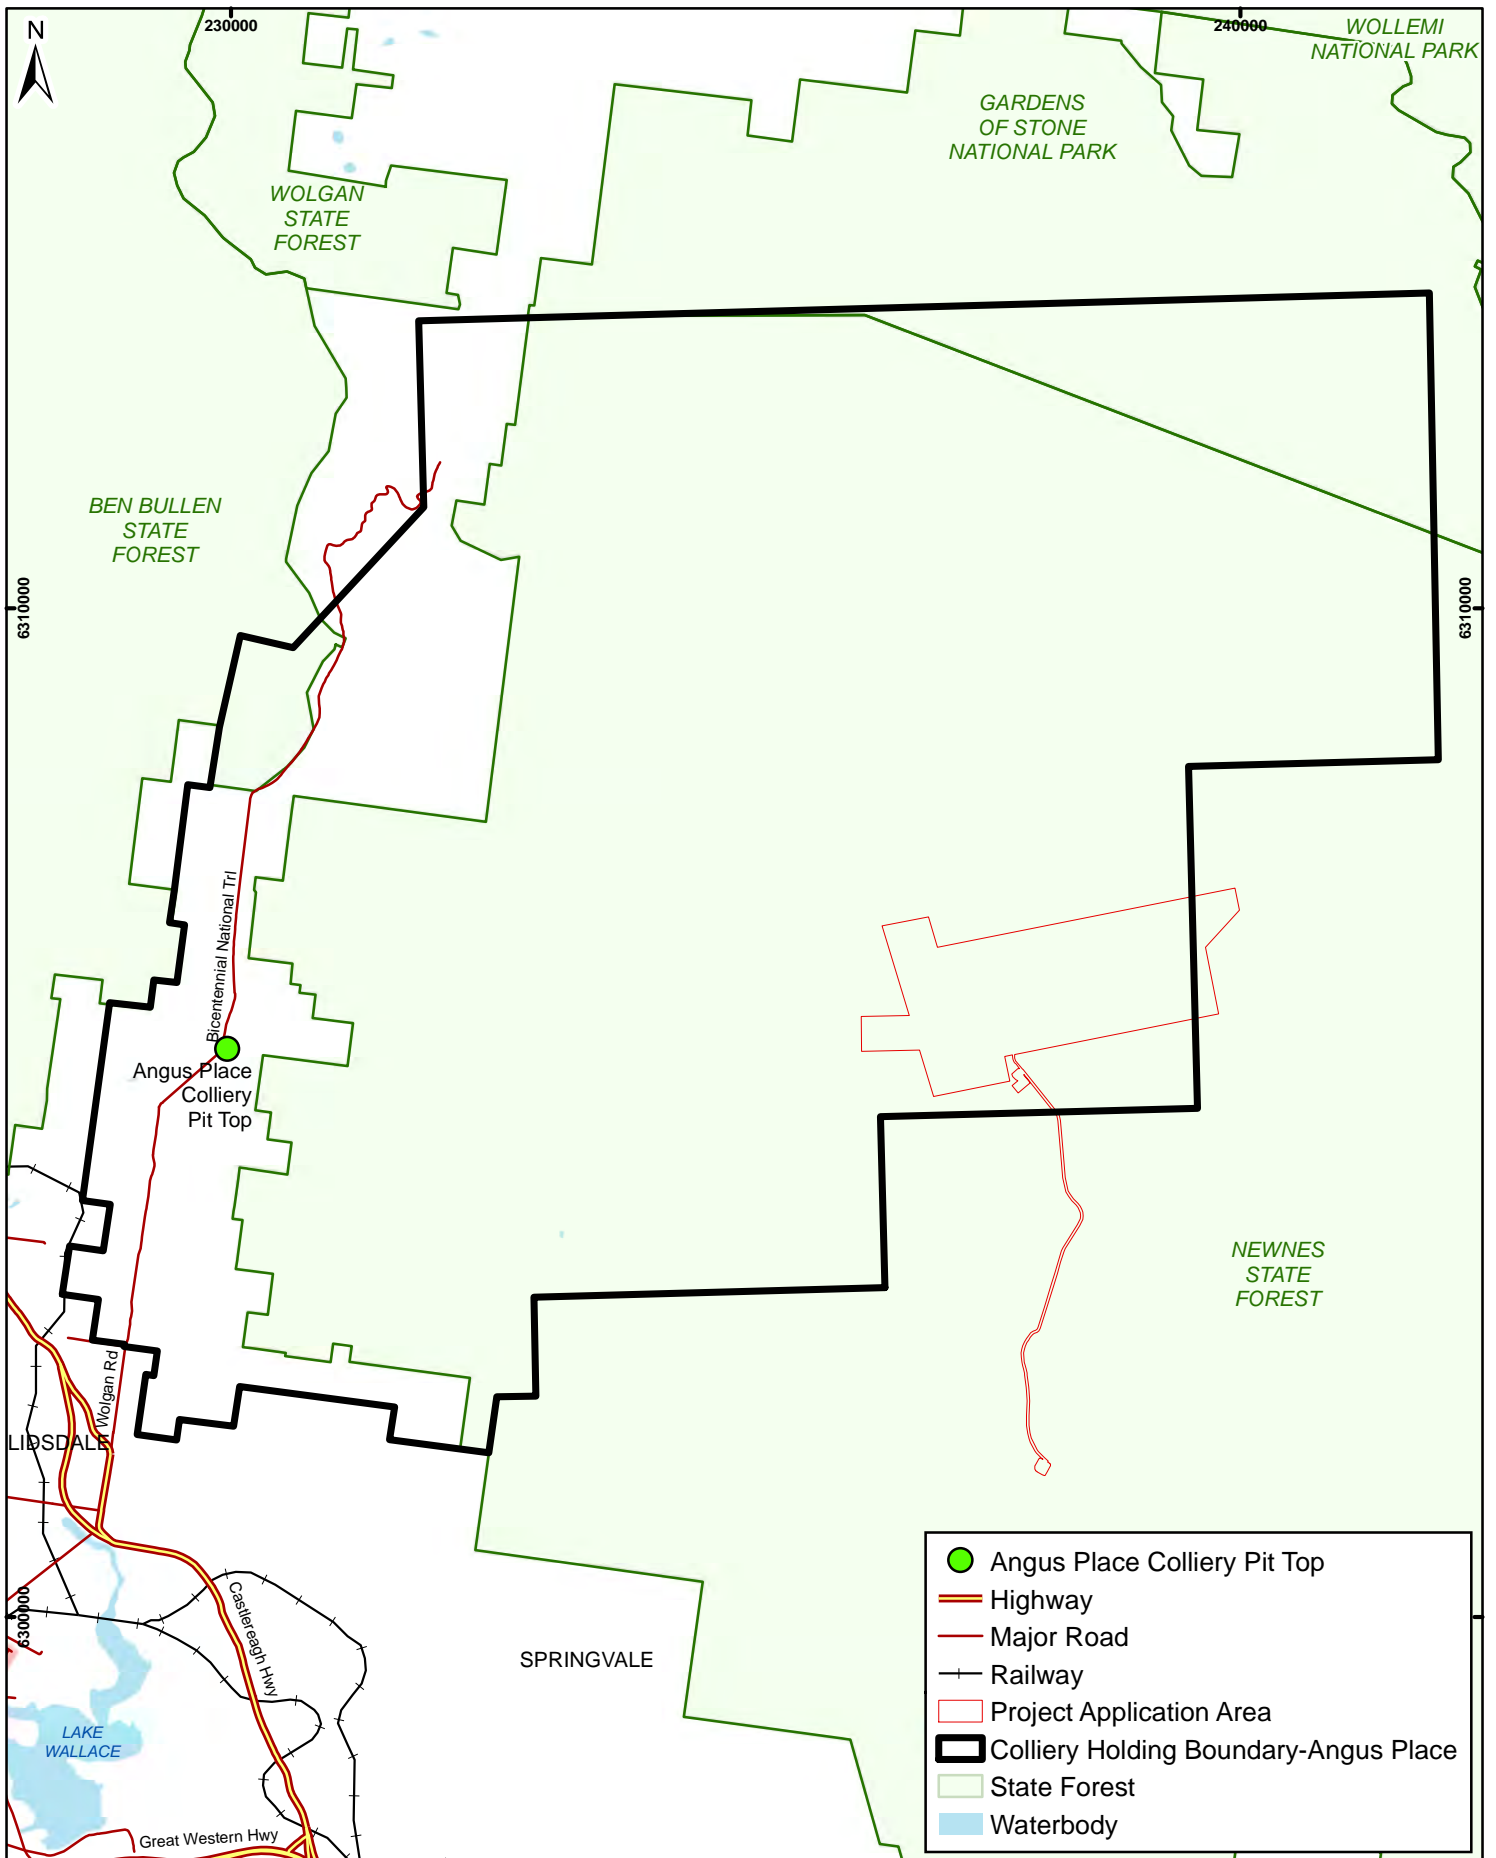 N
230000
240000
WOLLEMI
NATIONAL PARK
GARDENS
OF STONE
NATIONAL PARK
WOLGAN
STATE
FOREST
BEN BULLEN
STATE
FOREST
6310000
6310000
Bicentennial National Trl
Angus Place
Colliery
Pit Top
NEWNES
STATE
FOREST
Wolgan Rd
LIDSDALE
6300000
Castlereagh Hwy
SPRINGVALE
LAKE
WALLACE
Great Western Hwy
Angus Place Colliery Pit Top
Highway
Major Road
Railway
Project Application Area
Colliery Holding Boundary-Angus Place
State Forest
Waterbody